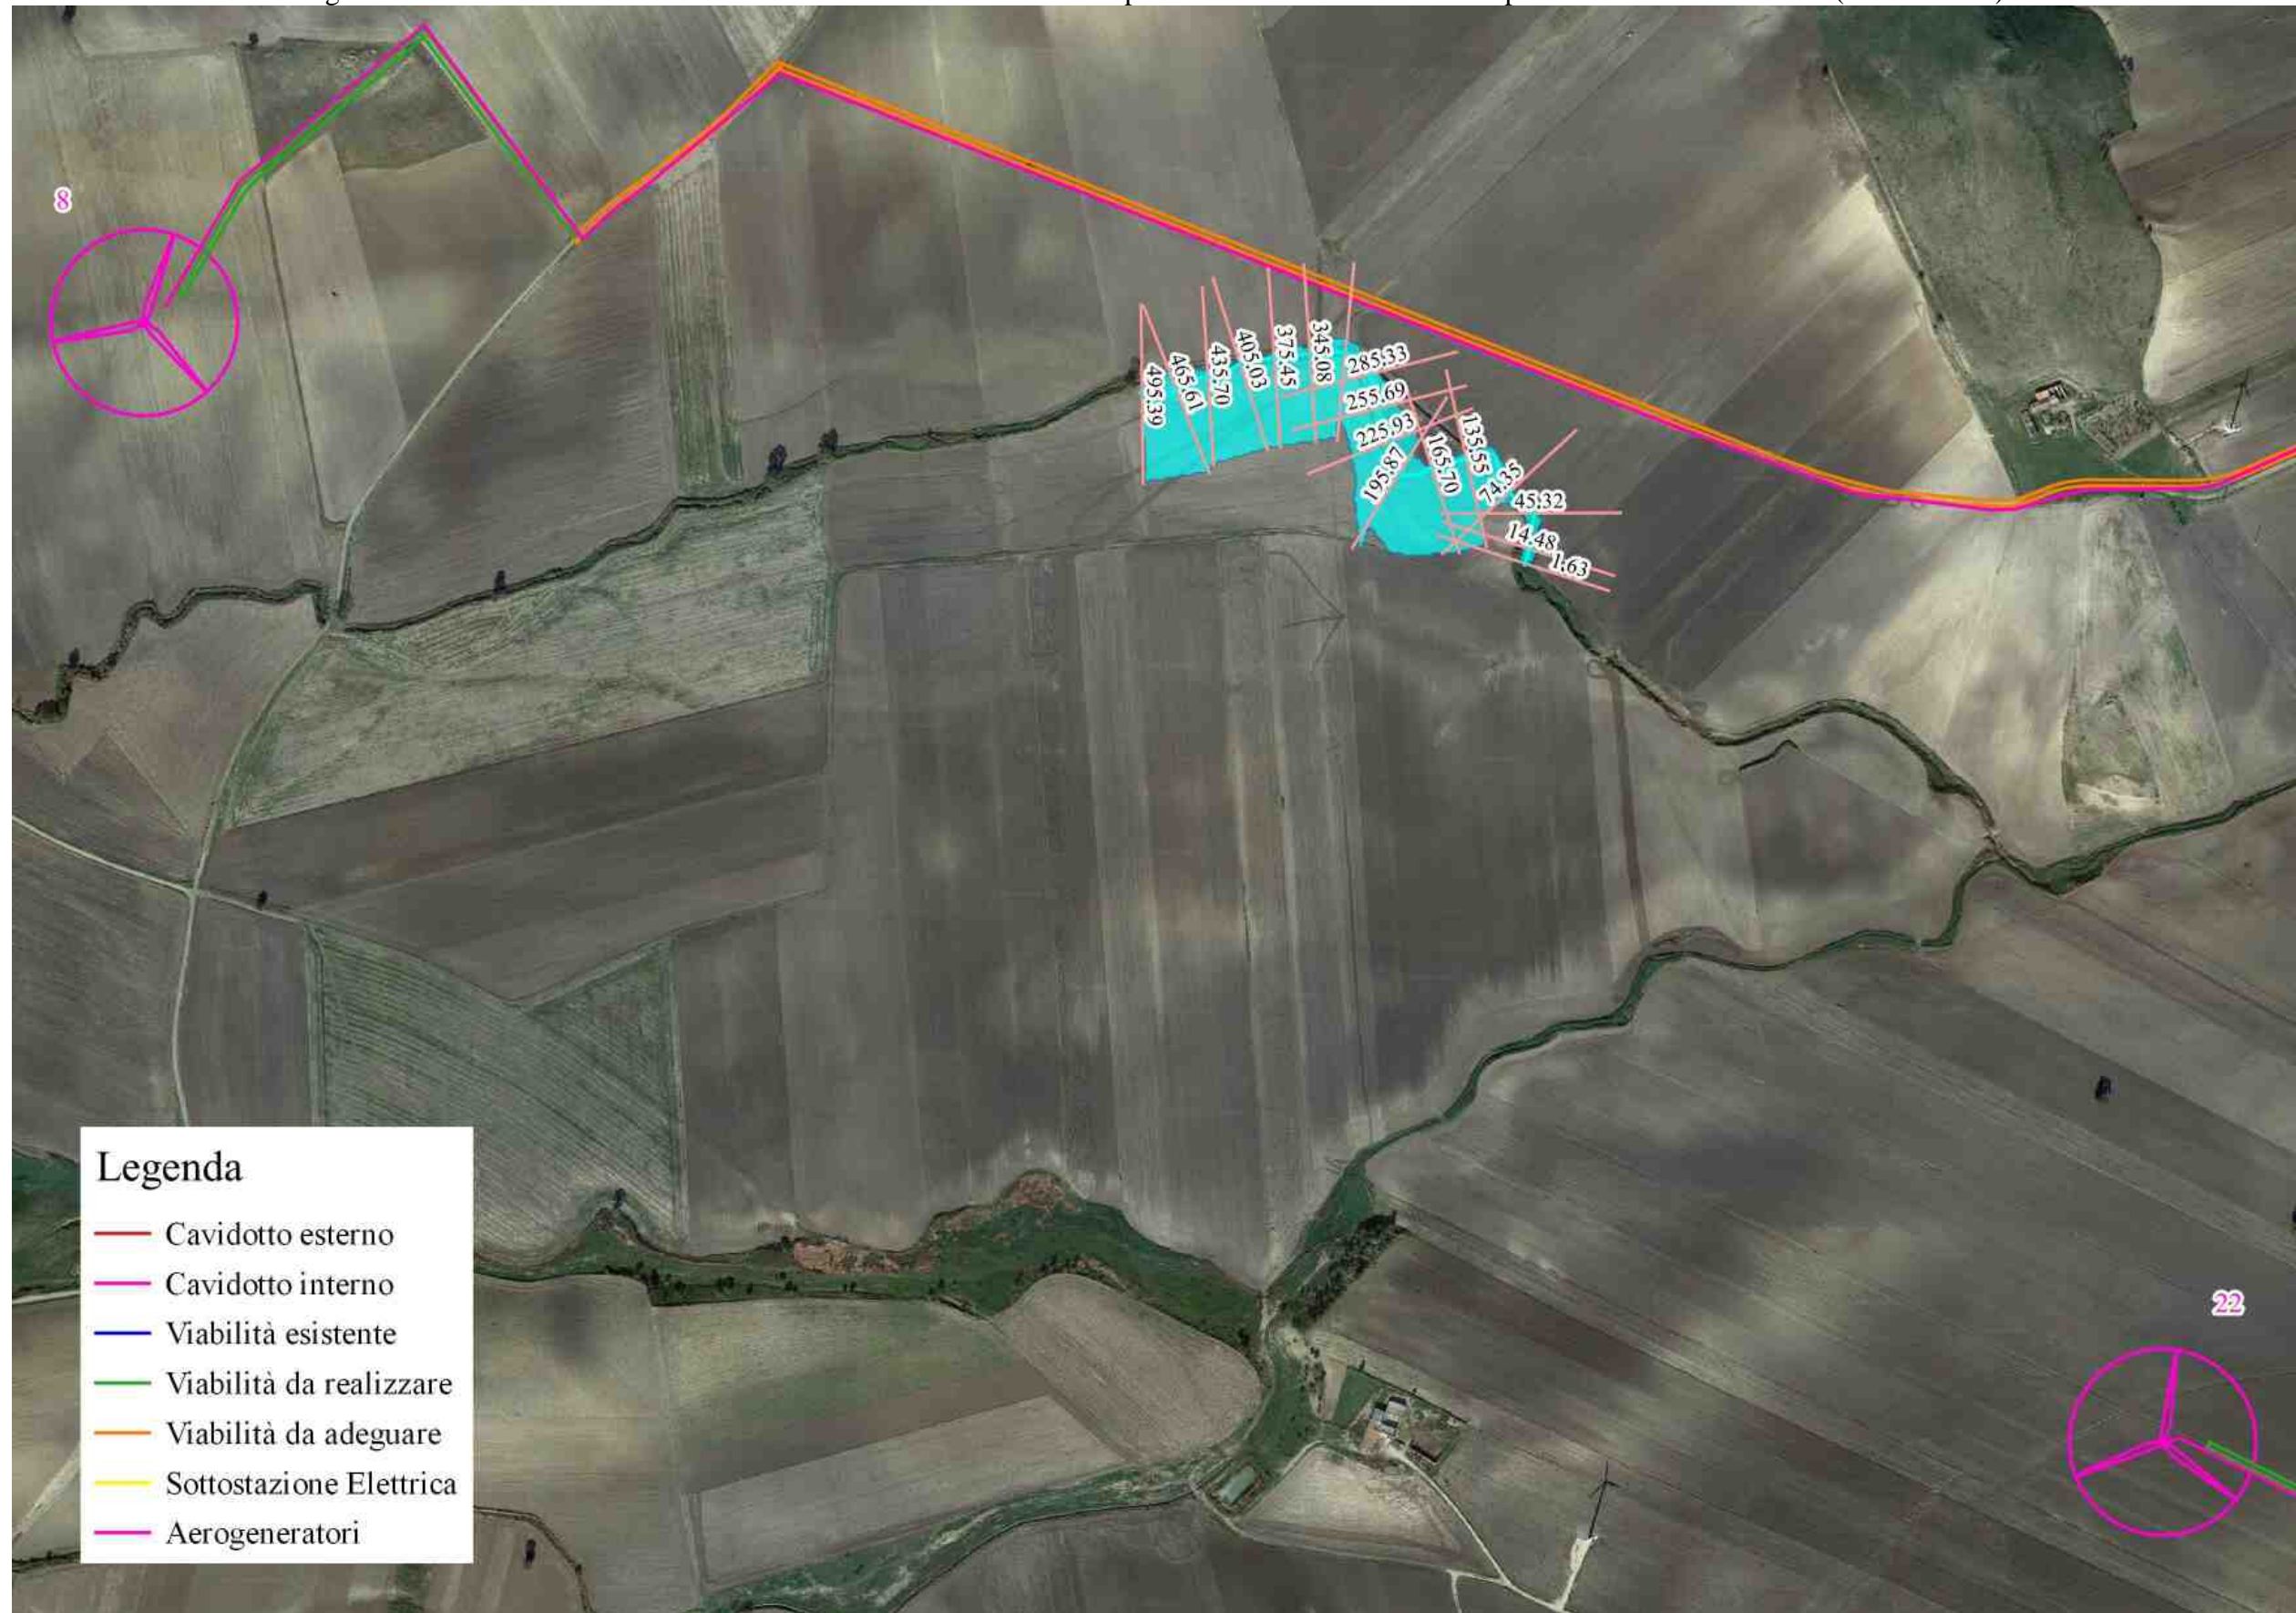 8
495.39
465.61
435.70
405.03
375.45
345.08
285.33
255.69
225.93
195.87
165.70
135.55
74.35
45.32
14.48
1.63
22
Legenda
Cavidotto esterno
Cavidotto interno
Viabilità esistente
Viabilità da realizzare
Viabilità da adeguare
Sottostazione Elettrica
Aerogeneratori